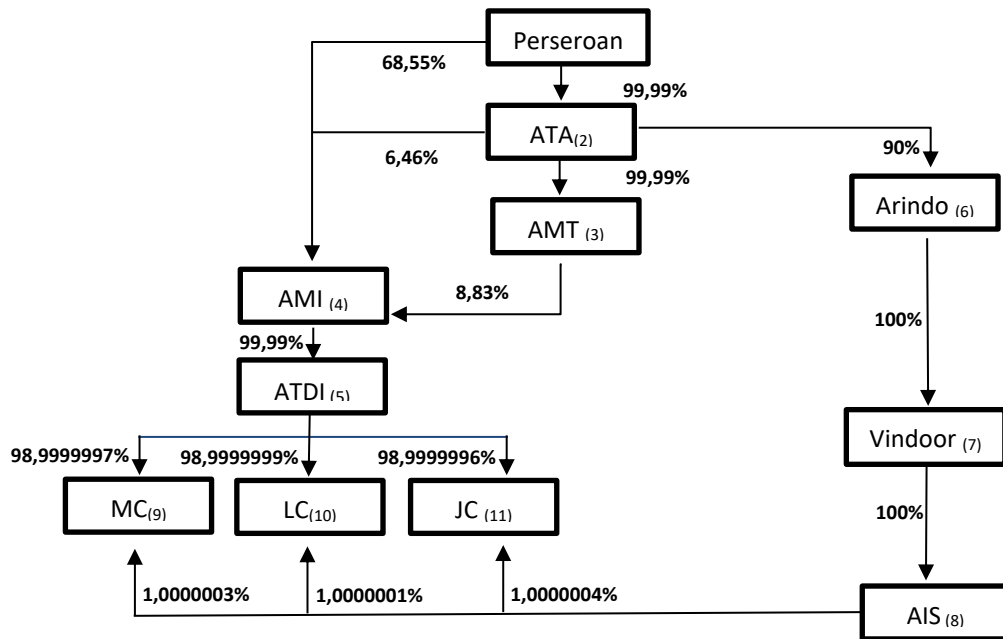 Perseroan
68,55%
99,99%
ATA(2)
6,46%
90%
99,99%
Arindo (6)
AMT (3)
AMI (4)
8,83%
100%
99,99%
ATDI (5)
Vindoor (7)
98,9999997%
98,9999999%
98,9999996%
MC(9)
LC(10)
JC (11)
100%
1,0000003%
1,0000001%
1,0000004%
AIS (8)